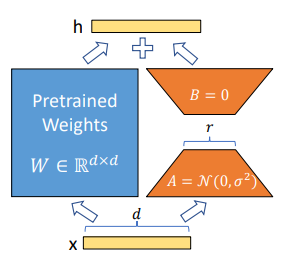 h
Pretrained
Weights
W ∈ ℝ^{d×d}
B = 0
r
A = 𝒩(0, σ²)
d
x